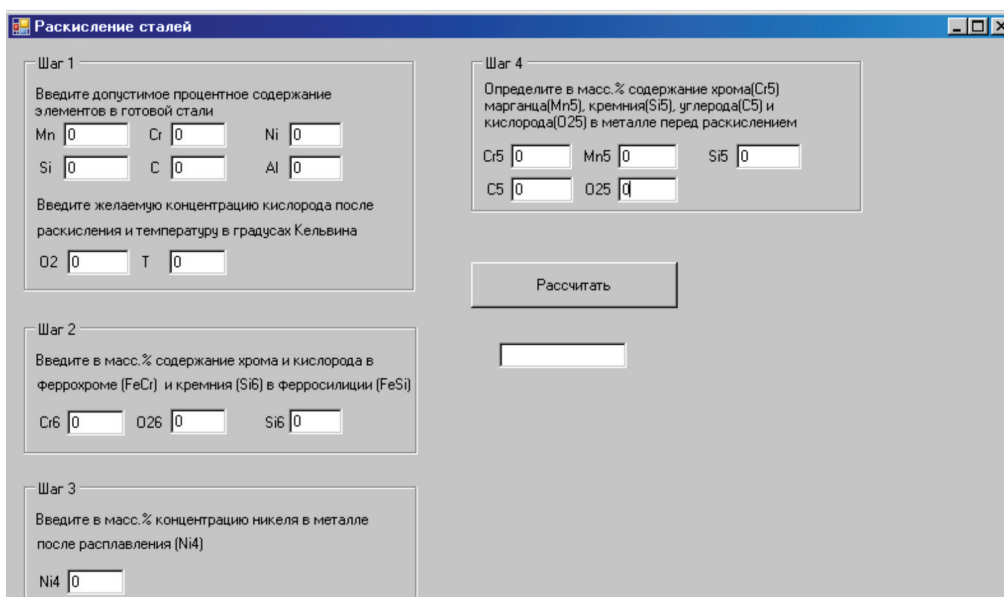 Раскисление сталей
Шаг 1
Введите допустимое процентное содержание
элементов в готовой стали
Mn 0 Cr 0 Ni 0
Si 0 C 0 Al 0
Введите желаемую концентрацию кислорода после
раскисления и температуру в градусах Кельвина
O2 0 T 0
Шаг 2
Введите в масс.% содержание хрома и кислорода в
феррохроме (FeCr) и кремния (Si6) в ферросилиции (FeSi)
Cr6 0 O26 0 Si6 0
Шаг 3
Введите в масс.% концентрацию никеля в металле
после расплавления (Ni4)
Ni4 0
Шаг 4
Определите в масс.% содержание хрома(Cr5)
марганца(Mn5), кремния(Si5), углерода(C5) и
кислорода(O25) в металле перед раскислением
Cr5 0 Mn5 0 Si5 0
C5 0 O25 0
Рассчитать